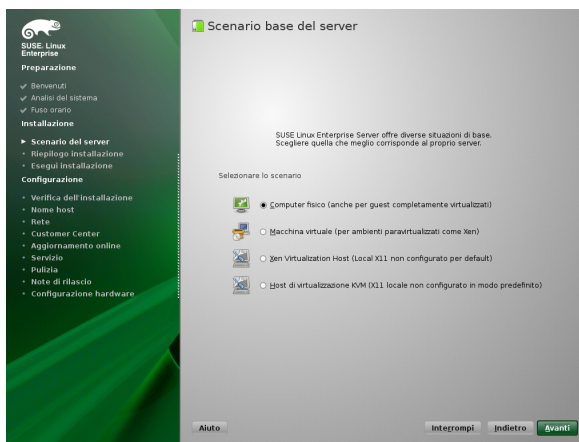 SUSE. Linux
Enterprise
Preparazione
Benvenuti
Analisi del sistema
Fuso orario
Installazione
Scenario del server
Riepilogo installazione
Esegui installazione
Configurazione
Verifica dell'installazione
Nome host
Rete
Customer Center
Aggiornamento online
Servizio
Pulizia
Note di rilascio
Configurazione hardware
Scenario base del server
SUSE Linux Enterprise Server offre diverse situazioni di base.
Scegliere quella che meglio corrisponde al proprio server.
Selezionare lo scenario
Computer fisico (anche per guest completamente virtualizzati)
Macchina virtuale (per ambienti paravirtualizzati come Xen)
Xen Virtualization Host (Local X11 non configurato per default)
Host di virtualizzazione KVM (X11 locale non configurato in modo predefinito)
Aiuto
Interrompi
Indietro
Avanti